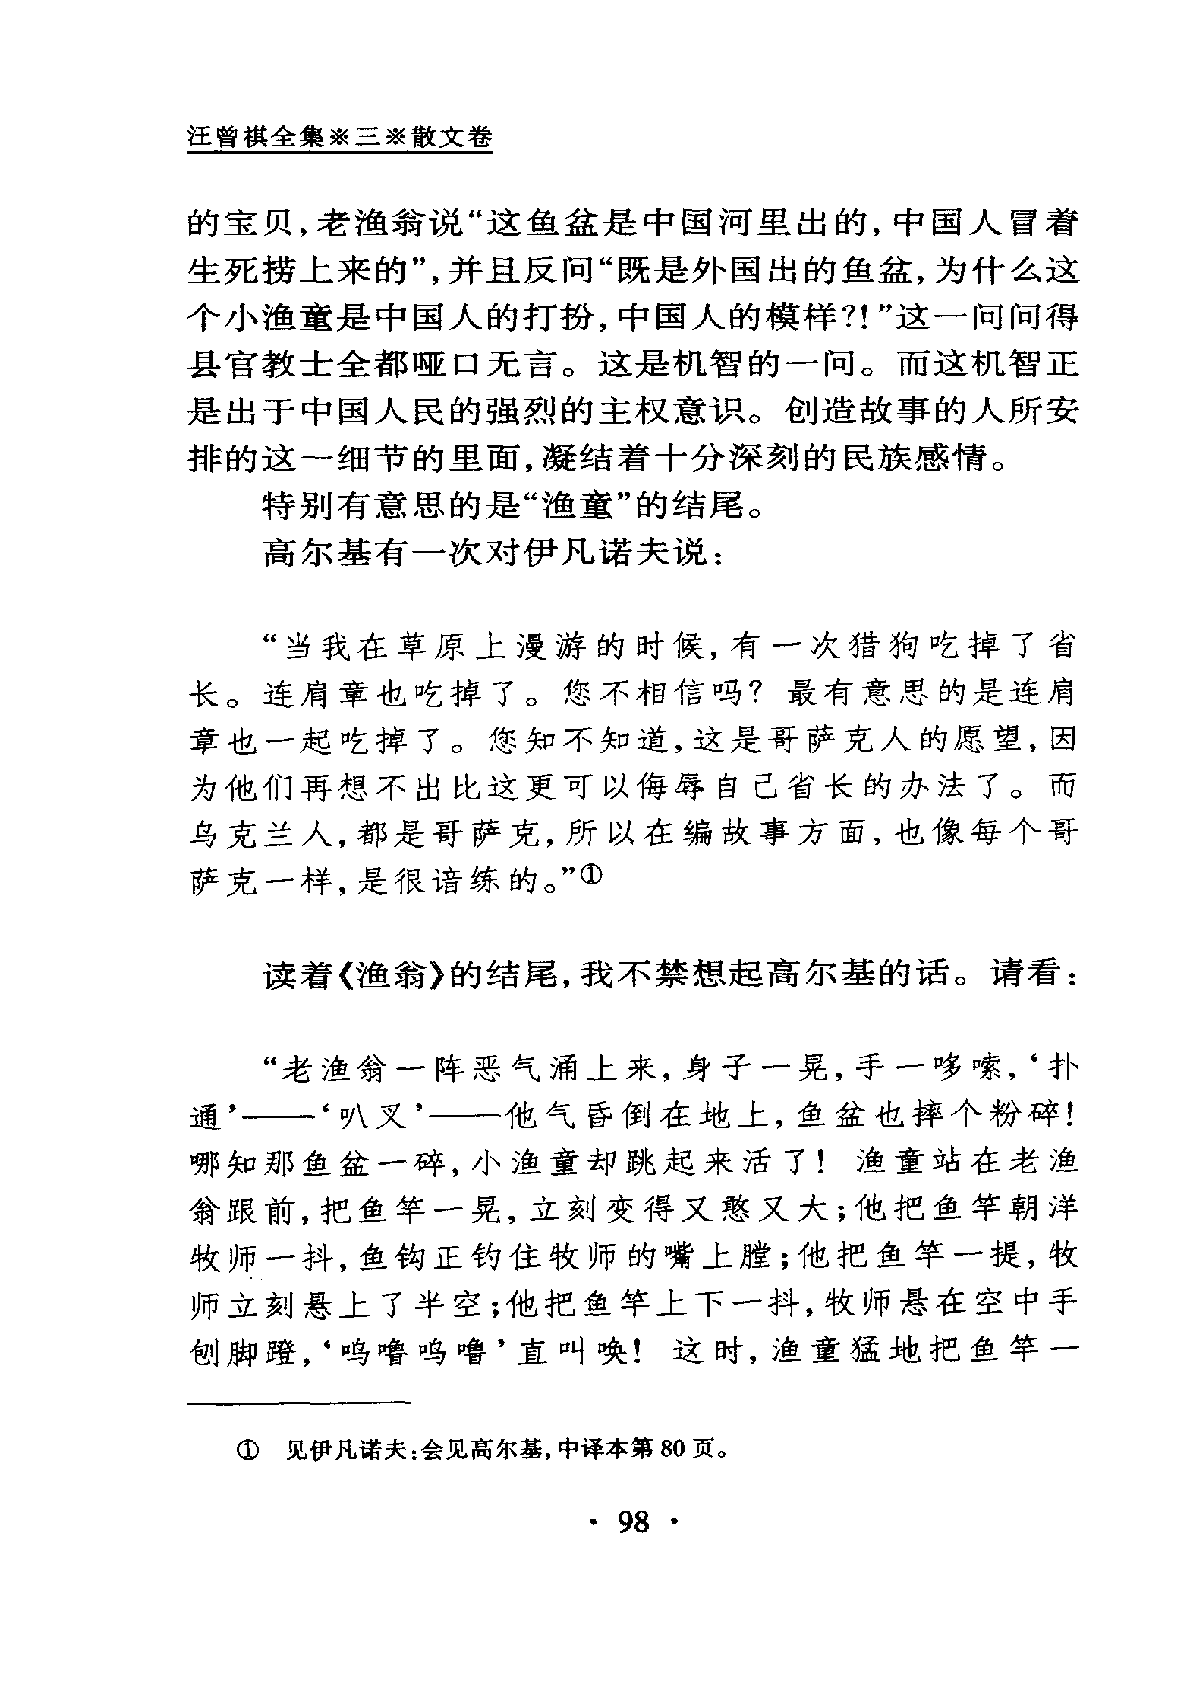 汪曾祺全集※三※散文卷
的宝贝,老渔翁说“这鱼盆是中国河里出的,中国人冒着
生死捞上来的”,并且反问“既是外国出的鱼盆,为什么这
个小渔童是中国人的打扮,中国人的模样?!”这一问问得
县官教士全都哑口无言。这是机智的一问。而这机智正
是出于中国人民的强烈的主权意识。创造故事的人所安
排的这一细节的里面,凝结着十分深刻的民族感情。
特别有意思的是“渔童”的结尾。
高尔基有一次对伊凡诺夫说:
“当我在草原上漫游的时候,有一次猎狗吃掉了省
长。连肩章也吃掉了。您不相信吗? 最有意思的是连肩
章也一起吃掉了。您知不知道,这是哥萨克人的愿望,因
为他们再想不出比这更可以侮辱自己省长的办法了。而
乌克兰人,都是哥萨克,所以在编故事方面,也像每个哥
萨克一样,是很谙练的。”①
读着《渔翁》的结尾,我不禁想起高尔基的话。请看:
“老渔翁一阵恶气涌上来,身子一晃,手一哆嗦,‘扑
通’——‘叭叉’——他气昏倒在地上,鱼盆也摔个粉碎!
哪知那鱼盆一碎,小渔童却跳起来活了! 渔童站在老渔
翁跟前,把鱼竿一晃,立刻变得又憨又大;他把鱼竿朝洋
牧师一抖,鱼钩正钓住牧师的嘴上膛;他把鱼竿一提,牧
师立刻悬上了半空;他把鱼竿上下一抖,牧师悬在空中手
刨脚蹬,‘呜噜呜噜’直叫唤! 这时,渔童猛地把鱼竿一
① 见伊凡诺夫:会见高尔基,中译本第80页。
· 98 ·